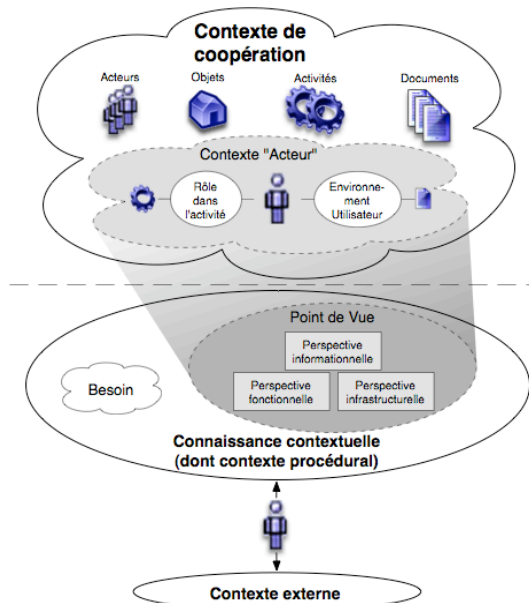 Contexte de
coopération
Acteurs
Objets
Activités
Documents
Contexte "Acteur"
Rôle
dans
l'activité
Environne-
ment
Utilisateur
Point de Vue
Perspective
informationnelle
Perspective
fonctionnelle
Perspective
infrastructurelle
Besoin
Connaissance contextuelle
(dont contexte procédural)
Contexte externe